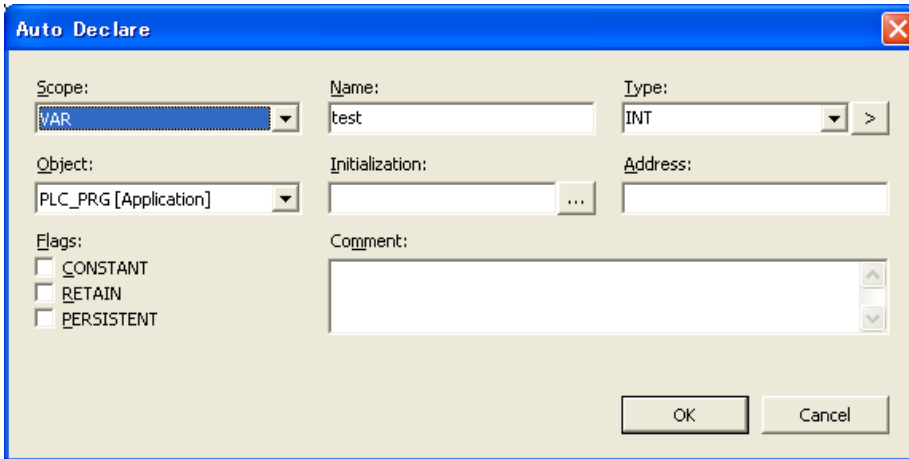 Auto Declare
Scope: Name: Type:
VAR test INT >
Object: Initialization: Address:
PLC_PRG [Application] ...
Flags: Comment:
CONSTANT
RETAIN
PERSISTENT
OK Cancel